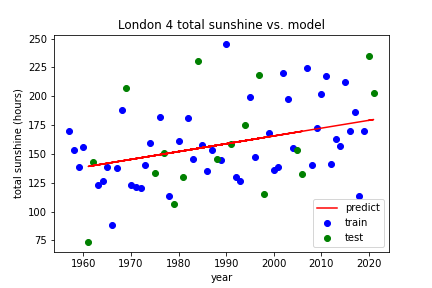 London 4 total sunshine vs. model
250
225
200
175
150
125
100
75
total sunshine (hours)
predict
train
test
1960 1970 1980 1990 2000 2010 2020
year